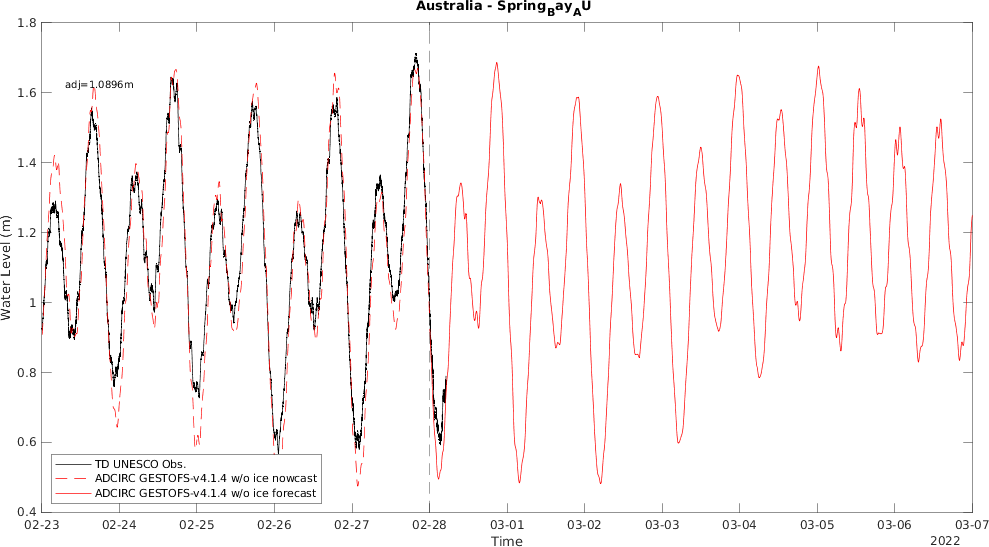 Australia - SpringBayAU
1.8
1.6
1.4
1.2
1
0.8
0.6
0.4
Water Level (m)
adj=1.0896m
TD UNESCO Obs.
ADCIRC GESTOFS-v4.1.4 w/o ice nowcast
ADCIRC GESTOFS-v4.1.4 w/o ice forecast
02-23 02-24 02-25 02-26 02-27 02-28 03-01 03-02 03-03 03-04 03-05 03-06 03-07
Time
2022